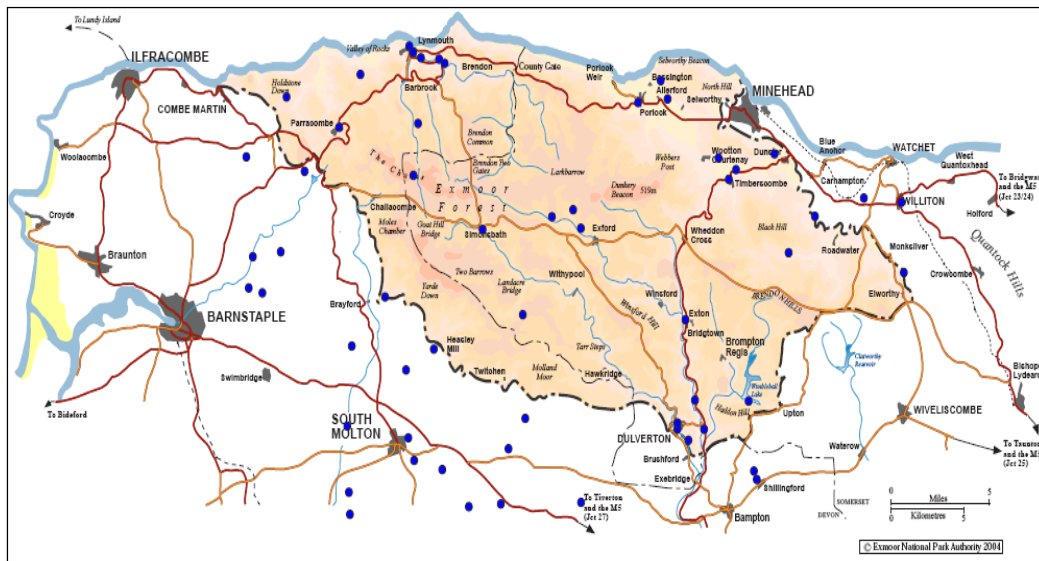 To Lundy Island
ILFRACOMBE
Lynmouth
Valley of Rocks
Brendon
County Gate
Porlook
Weir
Selworthy Beacon
Bossington
Allerford
Selworthy
North Hill
MINEHEAD
COMBE MARTIN
Holdstone
Down
Barbrook
Porlook
Parracombe
Woolacombe
Brendon
Common
Brendon Two
Gates
The Chains
Larkbarrow
Webbers
Post
Wootton
Courtenay
Dunster
Timberscombe
Blue
Anchor
WATCHET
West
Quantoxhead
Carhampton
To Bridgwater
and the M5
(Jct 23/24)
WILLITON
Holford
Exmoor
Forest
Dunkery
Beacon
519m
Croyde
Challacombe
Moles
Chamber
Goat Hill
Bridge
Simonsbath
Exford
Wheddon
Cross
Black Hill
Roadwater
Monksilver
Quantock Hills
Braunton
Two Barrows
Withypool
Crowcombe
Yarde
Down
Landacre
Bridge
Winsford
BRENDON HILLS
Elworthy
Brayford
Winsford Hill
Exton
Bridgetown
BARNSTAPLE
Heasley
Mill
Tarr Steps
Brompton
Regis
Clatworthy
Reservoir
Bishops
Lydeard
Swimbridge
Twitchen
Molland
Moor
Hawkridge
Wimbleball
Lake
Haddon Hill
Upton
WIVELISCOMBE
To Bideford
SOUTH
MOLTON
DULVERTON
Brushford
Waterow
To Taunton
and the M5
(Jct 25)
Exebridge
Shillingford
SOMERSET
DEVON
Bampton
To Tiverton
and the M5
(Jct 27)
0
5
Miles
0
5
Kilometres
© Exmoor National Park Authority 2004